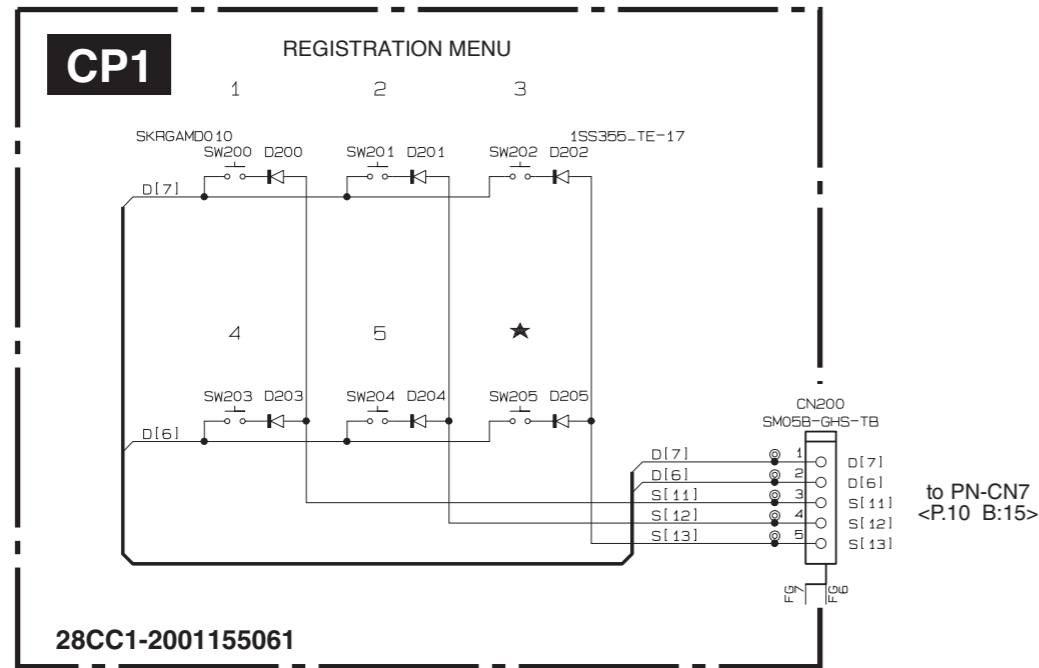 CP1
REGISTRATION MENU
1 2 3
SKRGAMD010 1SS355_TE-17
SW200 D200 SW201 D201 SW202 D202
D[7]
4 5 ★
SW203 D203 SW204 D204 SW205 D205
D[6]
CN200
SM05B-GHS-TB
D[7] 1 D[7]
D[6] 2 D[6]
S[11] 3 S[11]
S[12] 4 S[12]
S[13] 5 S[13]
to PN-CN7
<P.10 B:15>
FG 7 FG 6
28CC1-2001155061